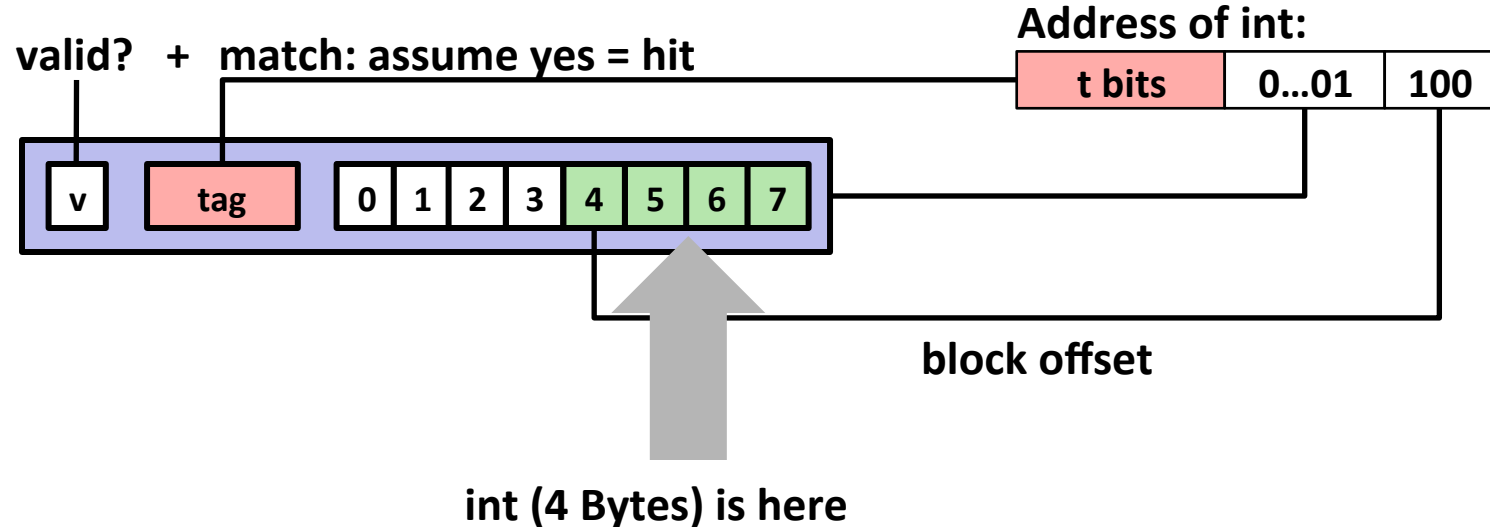 Address of int:
valid? + match: assume yes = hit
t bits 0...01 100
v tag 0 1 2 3 4 5 6 7
block offset
int (4 Bytes) is here